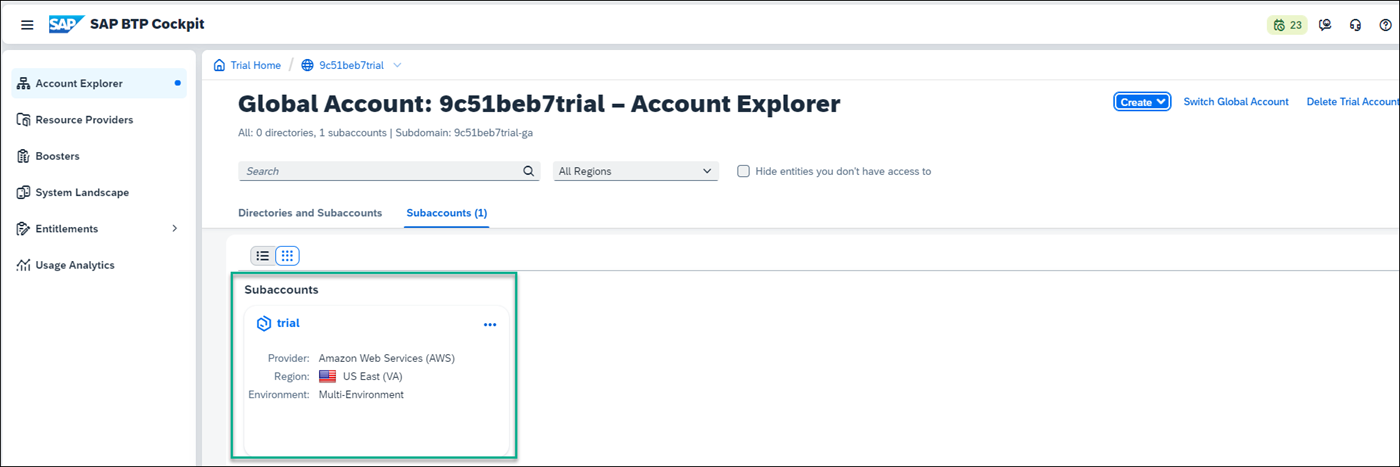 SAP SAP BTP Cockpit 23
Trial Home / 9c51beb7trial
Account Explorer
Resource Providers
Boosters
System Landscape
Entitlements
Usage Analytics
Global Account: 9c51beb7trial – Account Explorer
Create Switch Global Account Delete Trial Account
All: 0 directories, 1 subaccounts | Subdomain: 9c51beb7trial-ga
Search All Regions Hide entities you don't have access to
Directories and Subaccounts Subaccounts (1)
Subaccounts
trial
Provider: Amazon Web Services (AWS)
Region: US East (VA)
Environment: Multi-Environment